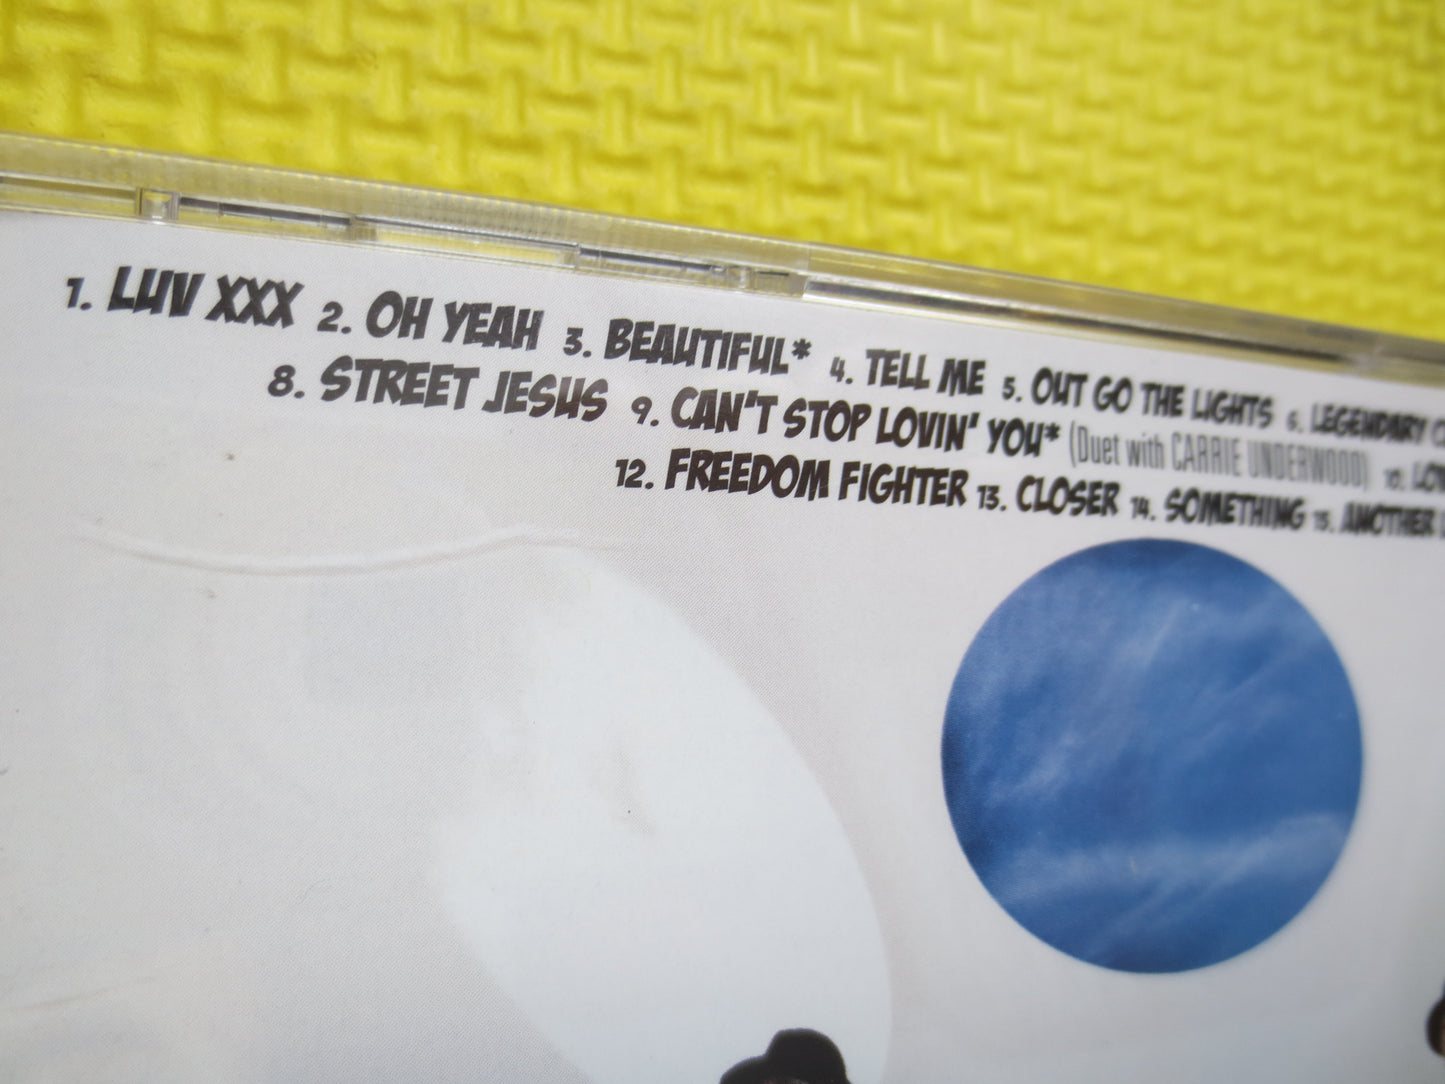 1. LUV XXX 2. OH YEAH 3. BEAUTIFUL* 4. TELL ME 5. OUT GO THE LIGHTS 6. LEGENDARY
8. STREET JESUS 9. CAN'T STOP LOVIN' YOU* (Duet with CARRIE UNDERWOOD) 10.
12. FREEDOM FIGHTER 13. CLOSER 14. SOMETHING 15. ANOTHER